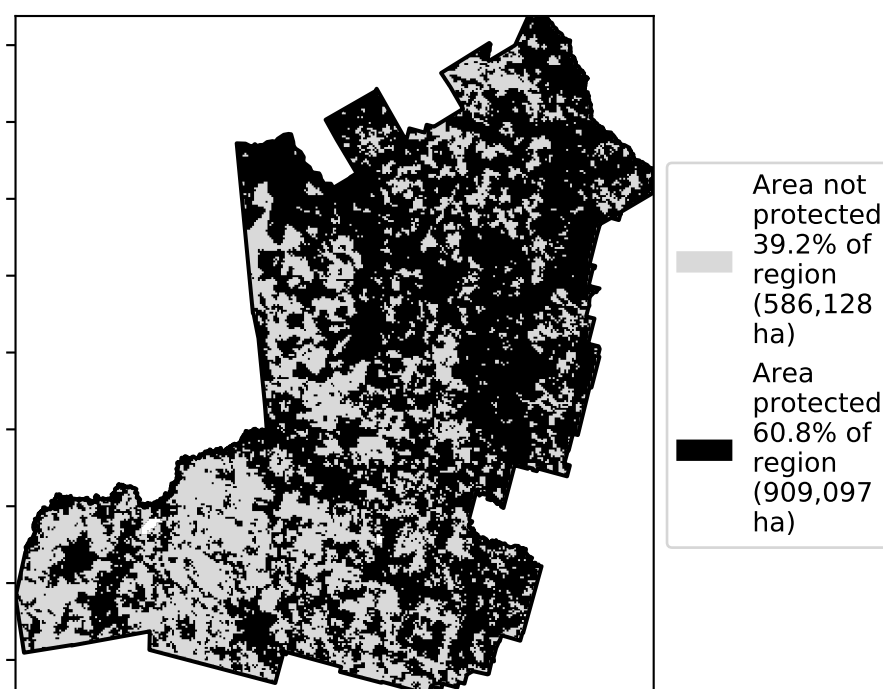 Area not
protected
39.2% of
region
(586,128
ha)
Area
protected
60.8% of
region
(909,097
ha)